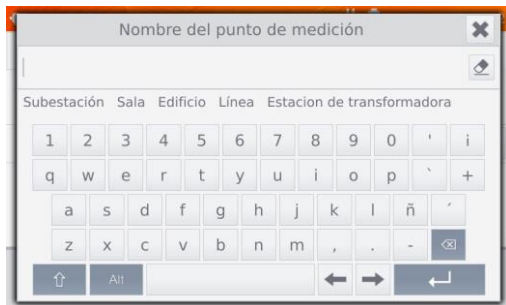 Nombre del punto de medición
Subestación Sala Edificio Línea Estacion de transformadora
1 2 3 4 5 6 7 8 9 0 ' i
q w e r t y u i o p ` +
a s d f g h j k l ñ ´
z x c v b n m , . -
Alt